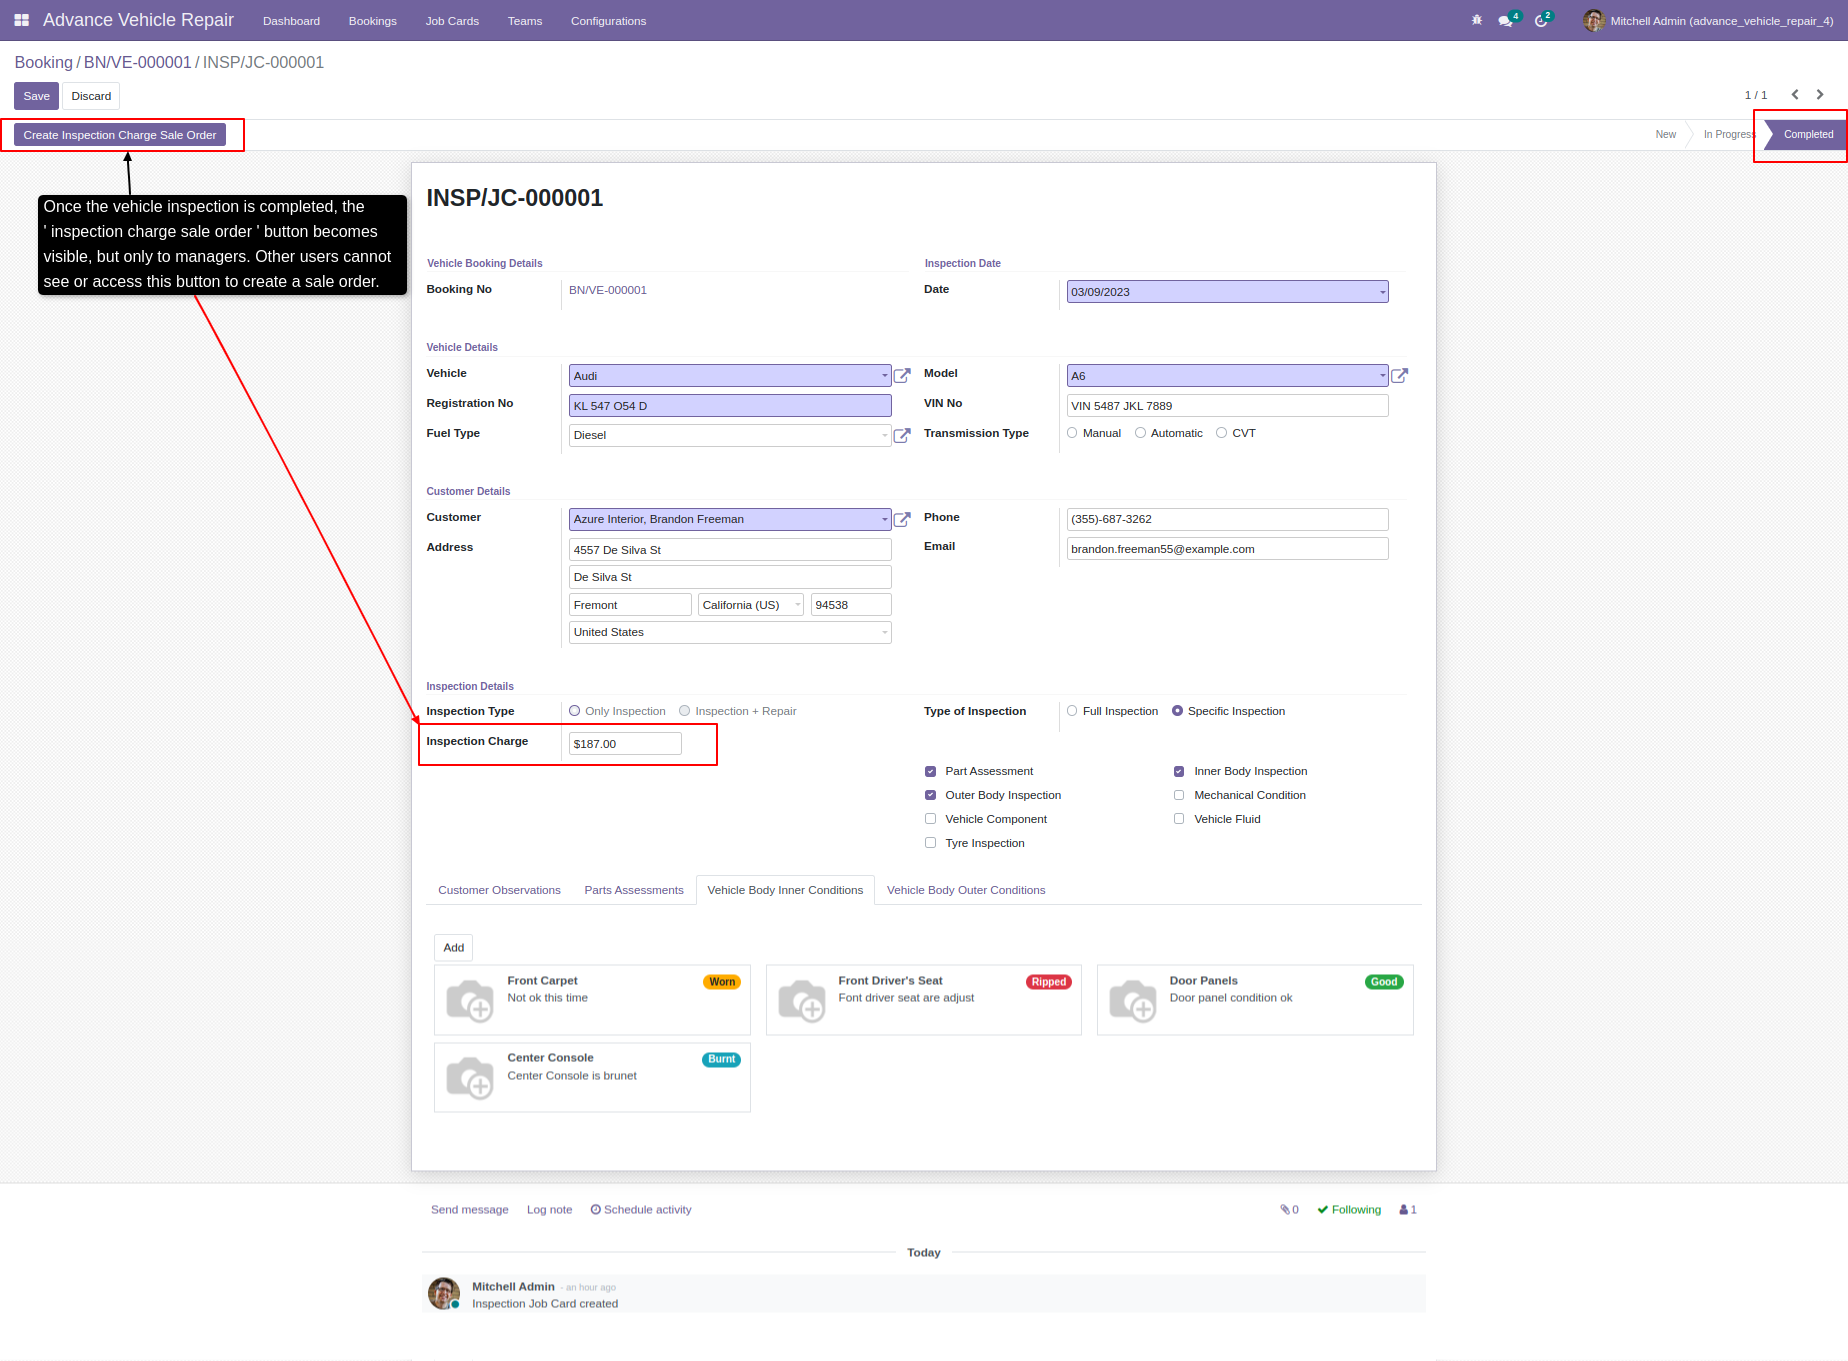 Advance Vehicle Repair Dashboard Bookings Job Cards Teams Configurations 4 2 Mitchell Admin (advance_vehicle_repair_4)
Booking / BN/VE-000001 / INSP/JC-000001
Save Discard 1 / 1
Create Inspection Charge Sale Order New In Progress Completed
Once the vehicle inspection is completed, the
' inspection charge sale order ' button becomes
visible, but only to managers. Other users cannot
see or access this button to create a sale order.
INSP/JC-000001
Vehicle Booking Details Inspection Date
Booking No BN/VE-000001 Date 03/09/2023
Vehicle Details
Vehicle Audi Model A6
Registration No KL 547 O54 D VIN No VIN 5487 JKL 7889
Fuel Type Diesel Transmission Type Manual Automatic CVT
Customer Details
Customer Azure Interior, Brandon Freeman Phone (355)-687-3262
Address 4557 De Silva St Email brandon.freeman55@example.com
De Silva St
Fremont California (US) 94538
United States
Inspection Details
Inspection Type Only Inspection Inspection + Repair Type of Inspection Full Inspection Specific Inspection
Inspection Charge $187.00
Part Assessment Inner Body Inspection
Outer Body Inspection Mechanical Condition
Vehicle Component Vehicle Fluid
Tyre Inspection
Customer Observations Parts Assessments Vehicle Body Inner Conditions Vehicle Body Outer Conditions
Add
Front Carpet Worn Front Driver's Seat Ripped Door Panels Good
Not ok this time Font driver seat are adjust Door panel condition ok
Center Console Burnt
Center Console is brunet
Send message Log note Schedule activity 0 Following 1
Today
Mitchell Admin - an hour ago
Inspection Job Card created